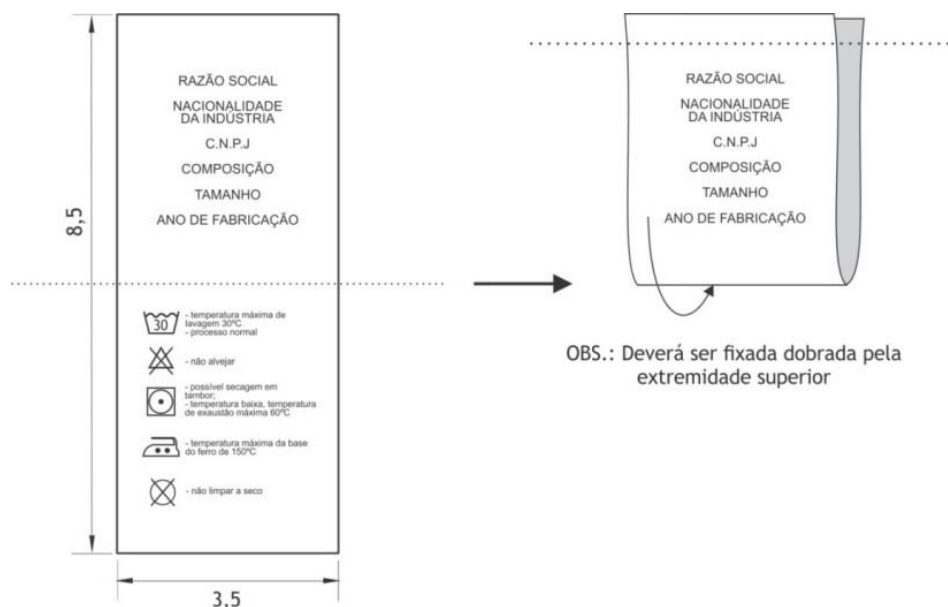 8,5
RAZÃO SOCIAL
NACIONALIDADE
DA INDÚSTRIA
C.N.P.J
COMPOSIÇÃO
TAMANHO
ANO DE FABRICAÇÃO
30
- temperatura máxima de
lavagem 30ºC
- processo normal
- não alvejar
- possível secagem em
tambor;
- temperatura baixa, temperatura
de exaustão máxima 60ºC
- temperatura máxima da base
do ferro de 150ºC
- não limpar a seco
3,5
RAZÃO SOCIAL
NACIONALIDADE
DA INDÚSTRIA
C.N.P.J
COMPOSIÇÃO
TAMANHO
ANO DE FABRICAÇÃO
OBS.: Deverá ser fixada dobrada pela
extremidade superior